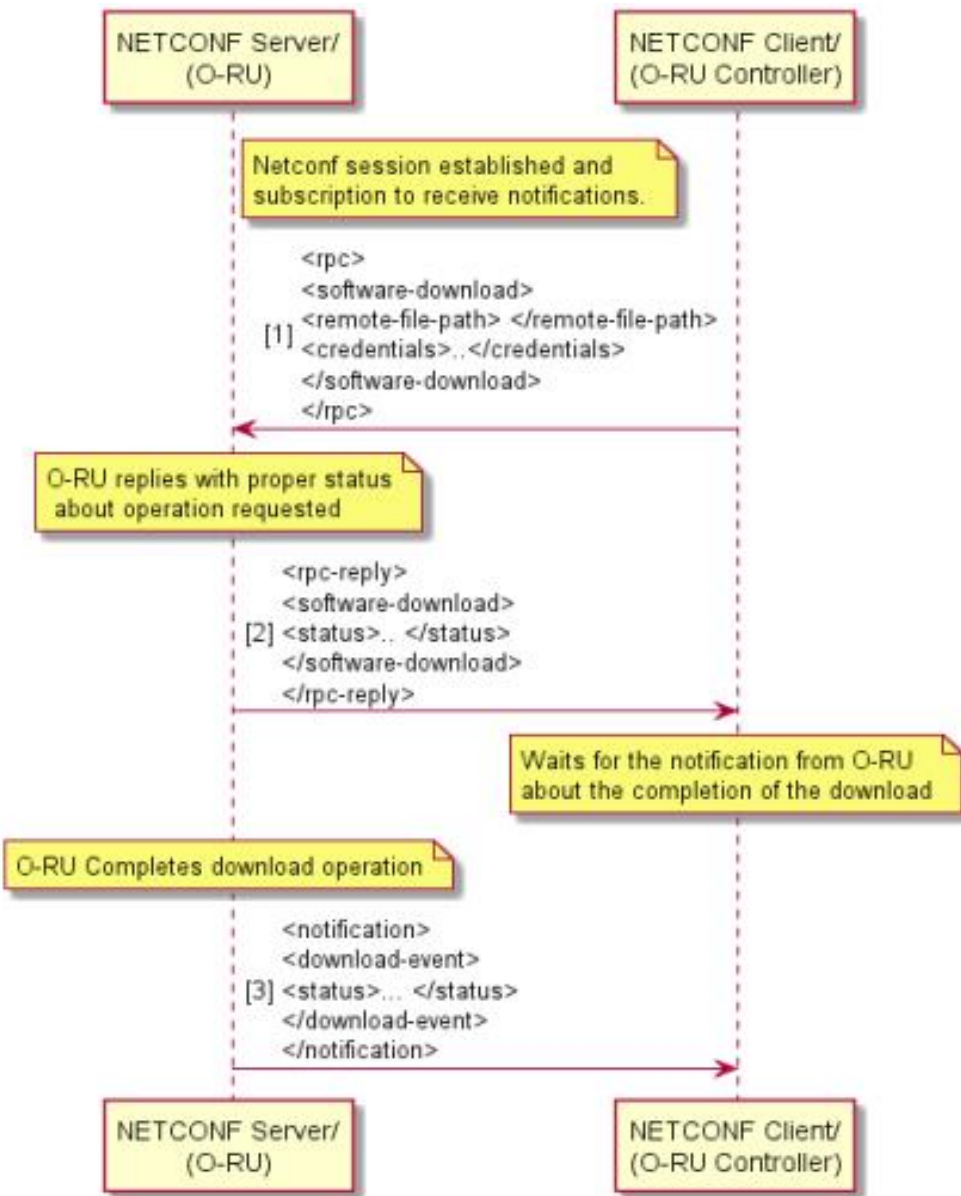 NETCONF Server/
(O-RU)
NETCONF Client/
(O-RU Controller)
Netconf session established and
subscription to receive notifications.
<rpc>
<software-download>
[1] <remote-file-path> </remote-file-path>
<credentials>..</credentials>
</software-download>
</rpc>
O-RU replies with proper status
about operation requested
<rpc-reply>
<software-download>
[2] <status>.. </status>
</software-download>
</rpc-reply>
Waits for the notification from O-RU
about the completion of the download
O-RU Completes download operation
<notification>
<download-event>
[3] <status>... </status>
</download-event>
</notification>
NETCONF Server/
(O-RU)
NETCONF Client/
(O-RU Controller)